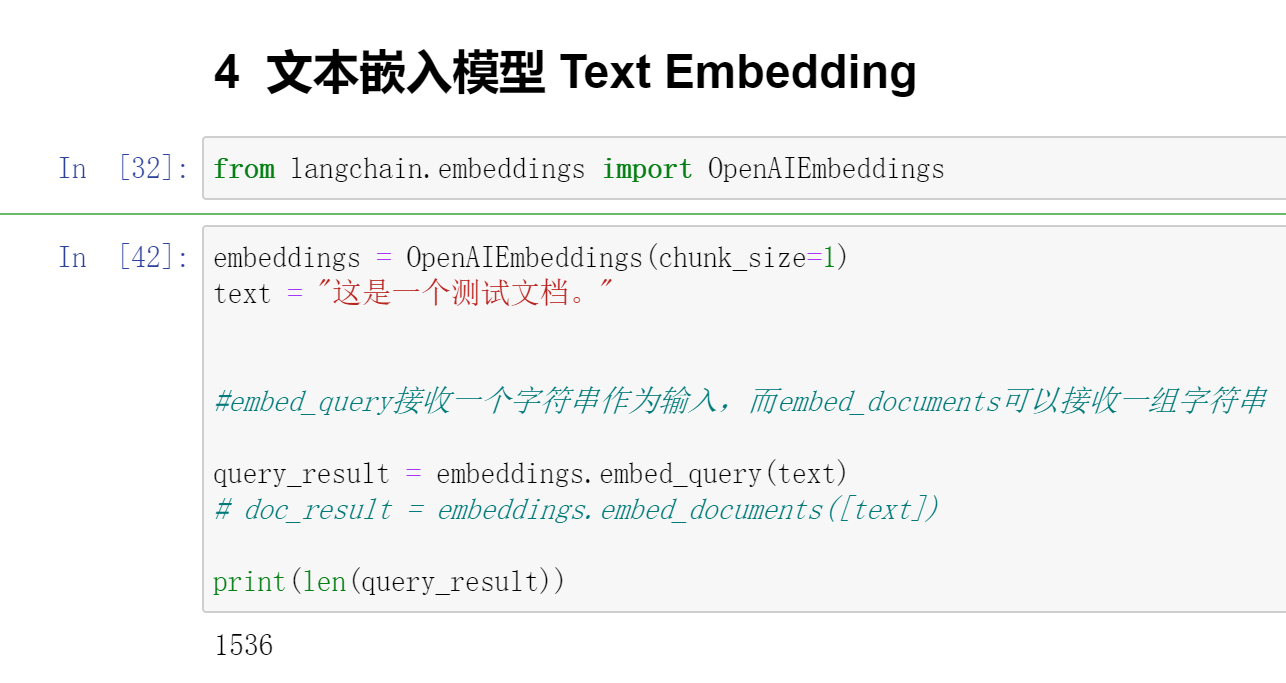 4 文本嵌入模型 Text Embedding
In [32]: from langchain.embeddings import OpenAIEmbeddings
In [42]: embeddings = OpenAIEmbeddings(chunk_size=1)
text = "这是一个测试文档。"
#embed_query接收一个字符串作为输入，而embed_documents可以接收一组字符串
query_result = embeddings.embed_query(text)
# doc_result = embeddings.embed_documents([text])
print(len(query_result))
1536